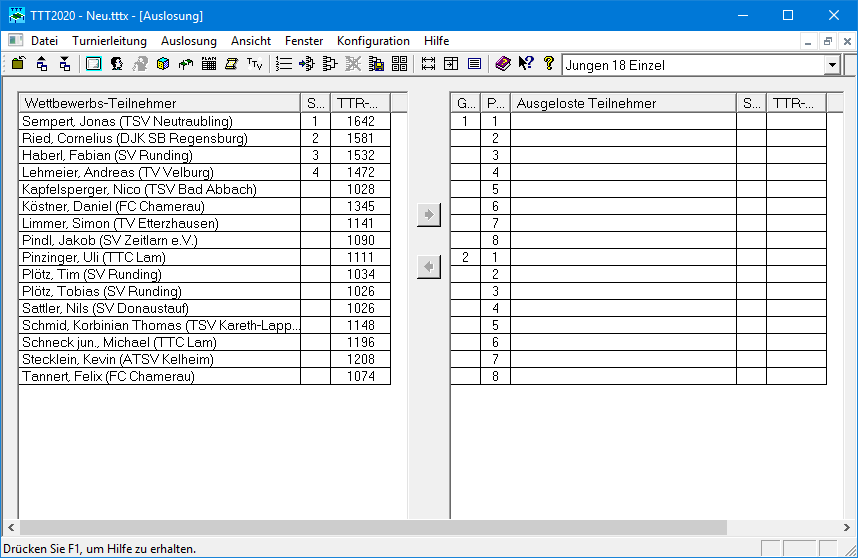 TTT2020 - Neu.tttx - [Auslosung]
Datei Turnierleitung Auslosung Ansicht Fenster Konfiguration Hilfe
Jungen 18 Einzel
Wettbewerbs-Teilnehmer S... TTR-...
Sempert, Jonas (TSV Neutraubling) 1 1642
Ried, Cornelius (DJK SB Regensburg) 2 1581
Haberl, Fabian (SV Runding) 3 1532
Lehmeier, Andreas (TV Velburg) 4 1472
Kapfelsperger, Nico (TSV Bad Abbach) 1028
Köstner, Daniel (FC Chamerau) 1345
Limmer, Simon (TV Etterzhausen) 1141
Pindl, Jakob (SV Zeitlarn e.V.) 1090
Pinzinger, Uli (TTC Lam) 1111
Plötz, Tim (SV Runding) 1034
Plötz, Tobias (SV Runding) 1026
Sattler, Nils (SV Donaustauf) 1026
Schmid, Korbinian Thomas (TSV Kareth-Lapp... 1148
Schneck jun., Michael (TTC Lam) 1196
Stecklein, Kevin (ATSV Kelheim) 1208
Tannert, Felix (FC Chamerau) 1074
G... P... Ausgeloste Teilnehmer S... TTR-...
1 1
2
3
4
5
6
7
8
2 1
2
3
4
5
6
7
8
Drücken Sie F1, um Hilfe zu erhalten.